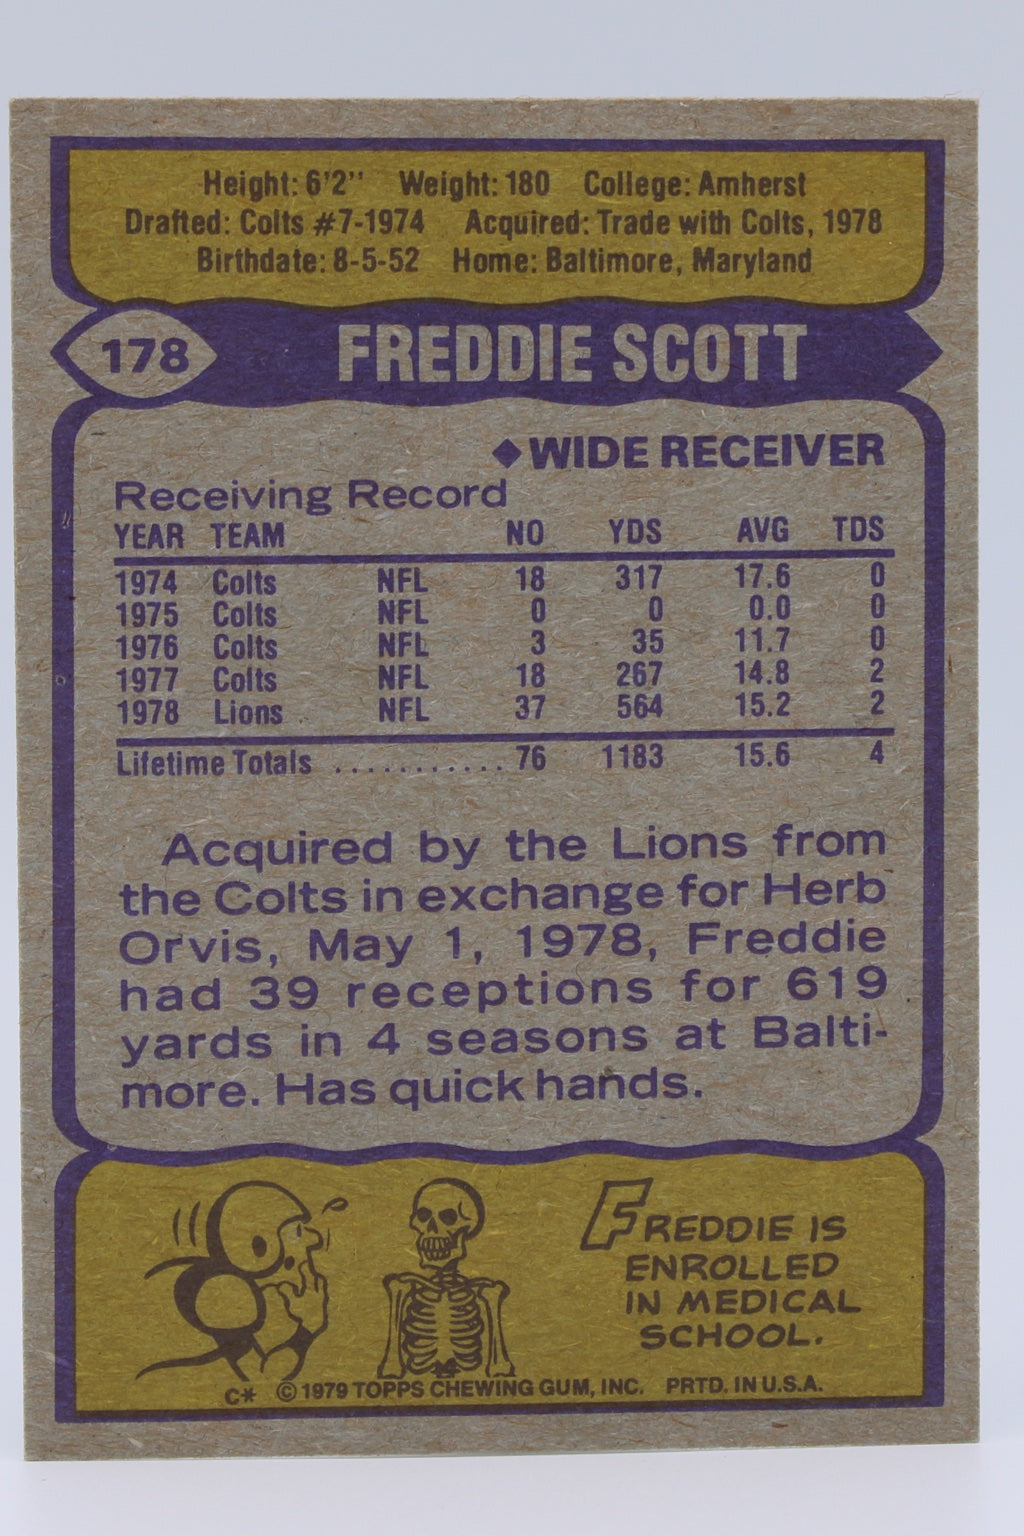 Height: 6'2'' Weight: 180 College: Amherst
Drafted: Colts #7-1974 Acquired: Trade with Colts, 1978
Birthdate: 8-5-52 Home: Baltimore, Maryland
178 FREDDIE SCOTT
◆WIDE RECEIVER
Receiving Record
YEAR TEAM NO YDS AVG TDS
1974 Colts NFL 18 317 17.6 0
1975 Colts NFL 0 0 0.0 0
1976 Colts NFL 3 35 11.7 0
1977 Colts NFL 18 267 14.8 2
1978 Lions NFL 37 564 15.2 2
Lifetime Totals ............ 76 1183 15.6 4
Acquired by the Lions from
the Colts in exchange for Herb
Orvis, May 1, 1978, Freddie
had 39 receptions for 619
yards in 4 seasons at Balti-
more. Has quick hands.
FREDDIE IS
ENROLLED
IN MEDICAL
SCHOOL.
C* © 1979 TOPPS CHEWING GUM, INC. PRTD. IN U.S.A.